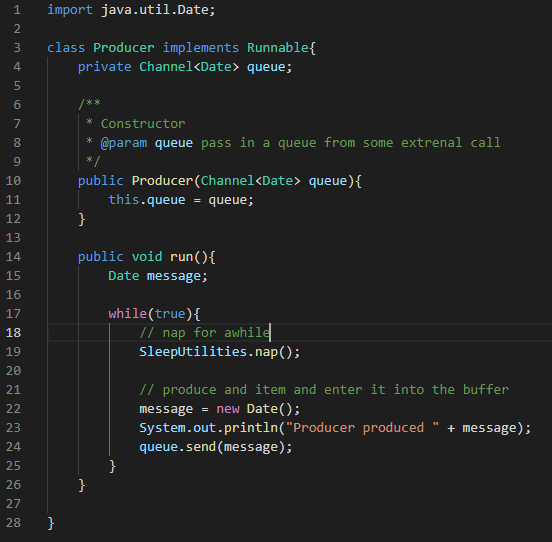 1 import java.util.Date;
2
3 class Producer implements Runnable{
4     private Channel<Date> queue;
5
6     /**
7      * Constructor
8      * @param queue pass in a queue from some extrenal call
9      */
10     public Producer(Channel<Date> queue){
11         this.queue = queue;
12     }
13
14     public void run(){
15         Date message;
16
17         while(true){
18             // nap for awhile
19             SleepUtilities.nap();
20
21             // produce and item and enter it into the buffer
22             message = new Date();
23             System.out.println("Producer produced " + message);
24             queue.send(message);
25         }
26     }
27
28 }